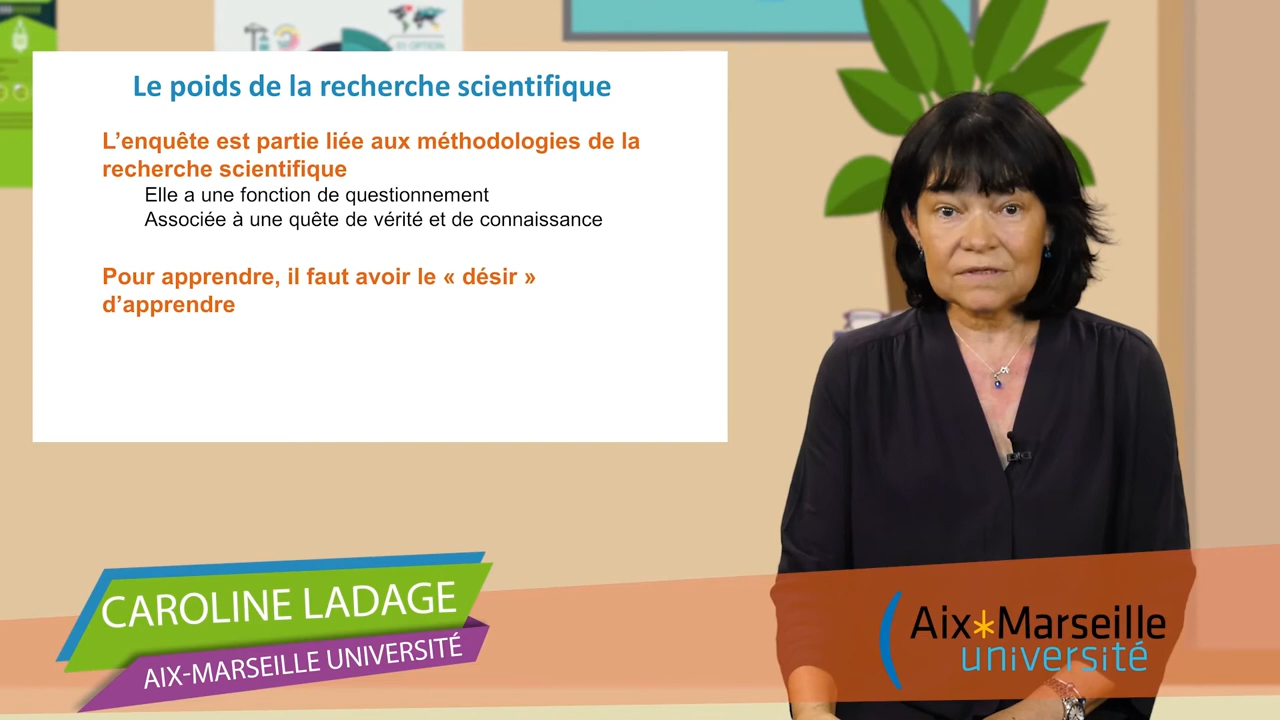 Le poids de la recherche scientifique
L’enquête est partie liée aux méthodologies de la
recherche scientifique
Elle a une fonction de questionnement
Associée à une quête de vérité et de connaissance
Pour apprendre, il faut avoir le « désir »
d’apprendre
CAROLINE LADAGE
AIX-MARSEILLE UNIVERSITÉ
Aix*Marseille
université